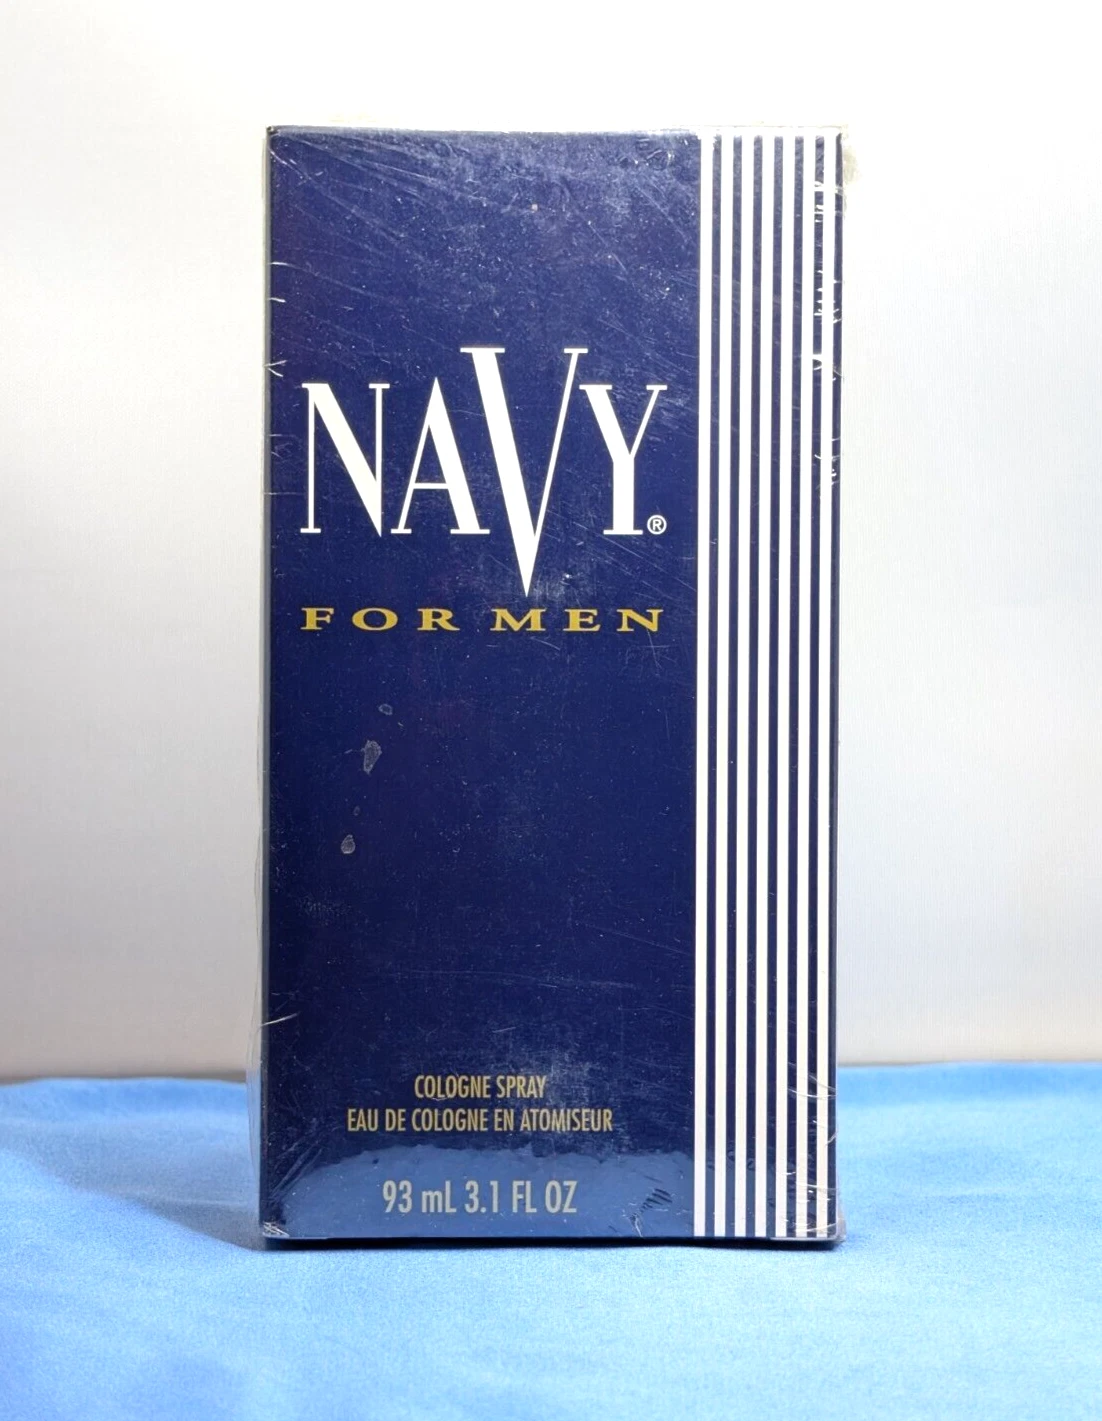 NAVY®
FOR MEN
COLOGNE SPRAY
EAU DE COLOGNE EN ATOMISEUR
93 mL 3.1 FL OZ